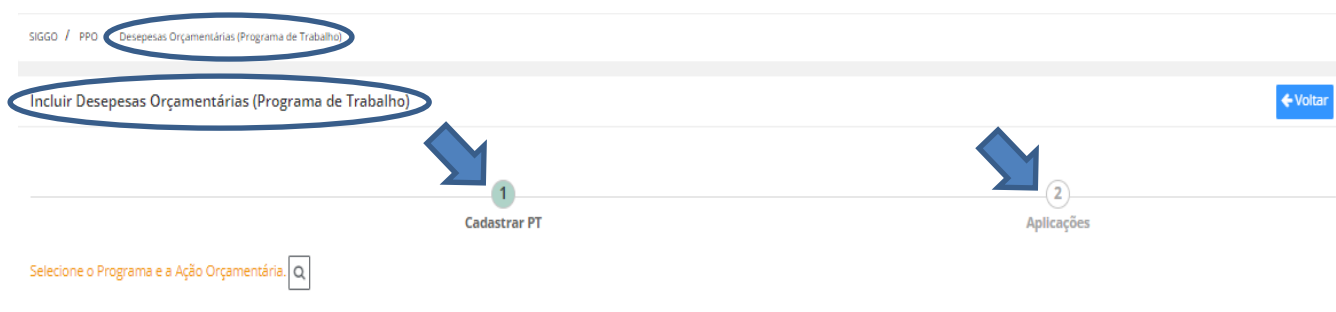 SIGGO / PPO Desepesas Orçamentárias (Programa de Trabalho)
Incluir Desepesas Orçamentárias (Programa de Trabalho)
Voltar
1 2
Cadastrar PT Aplicações
Selecione o Programa e a Ação Orçamentária.